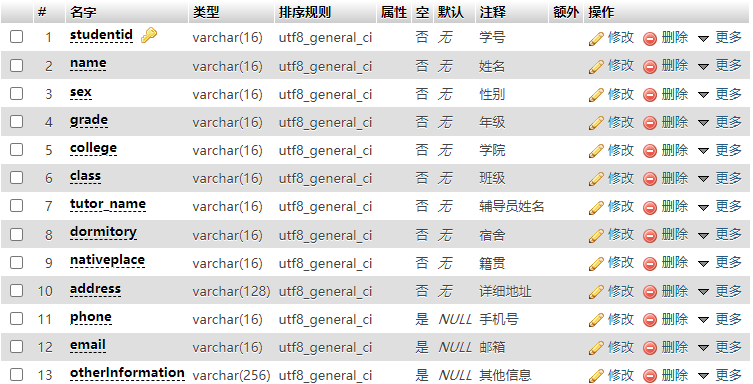 # 名字 类型 排序规则 属性 空 默认 注释 额外 操作
1 studentid varchar(16) utf8_general_ci 否 无 学号 修改 删除 更多
2 name varchar(16) utf8_general_ci 否 无 姓名 修改 删除 更多
3 sex varchar(16) utf8_general_ci 否 无 性别 修改 删除 更多
4 grade varchar(16) utf8_general_ci 否 无 年级 修改 删除 更多
5 college varchar(16) utf8_general_ci 否 无 学院 修改 删除 更多
6 class varchar(16) utf8_general_ci 否 无 班级 修改 删除 更多
7 tutor_name varchar(16) utf8_general_ci 否 无 辅导员姓名 修改 删除 更多
8 dormitory varchar(16) utf8_general_ci 否 无 宿舍 修改 删除 更多
9 nativeplace varchar(16) utf8_general_ci 否 无 籍贯 修改 删除 更多
10 address varchar(128) utf8_general_ci 否 无 详细地址 修改 删除 更多
11 phone varchar(16) utf8_general_ci 是 NULL 手机号 修改 删除 更多
12 email varchar(16) utf8_general_ci 是 NULL 邮箱 修改 删除 更多
13 otherInformation varchar(256) utf8_general_ci 是 NULL 其他信息 修改 删除 更多